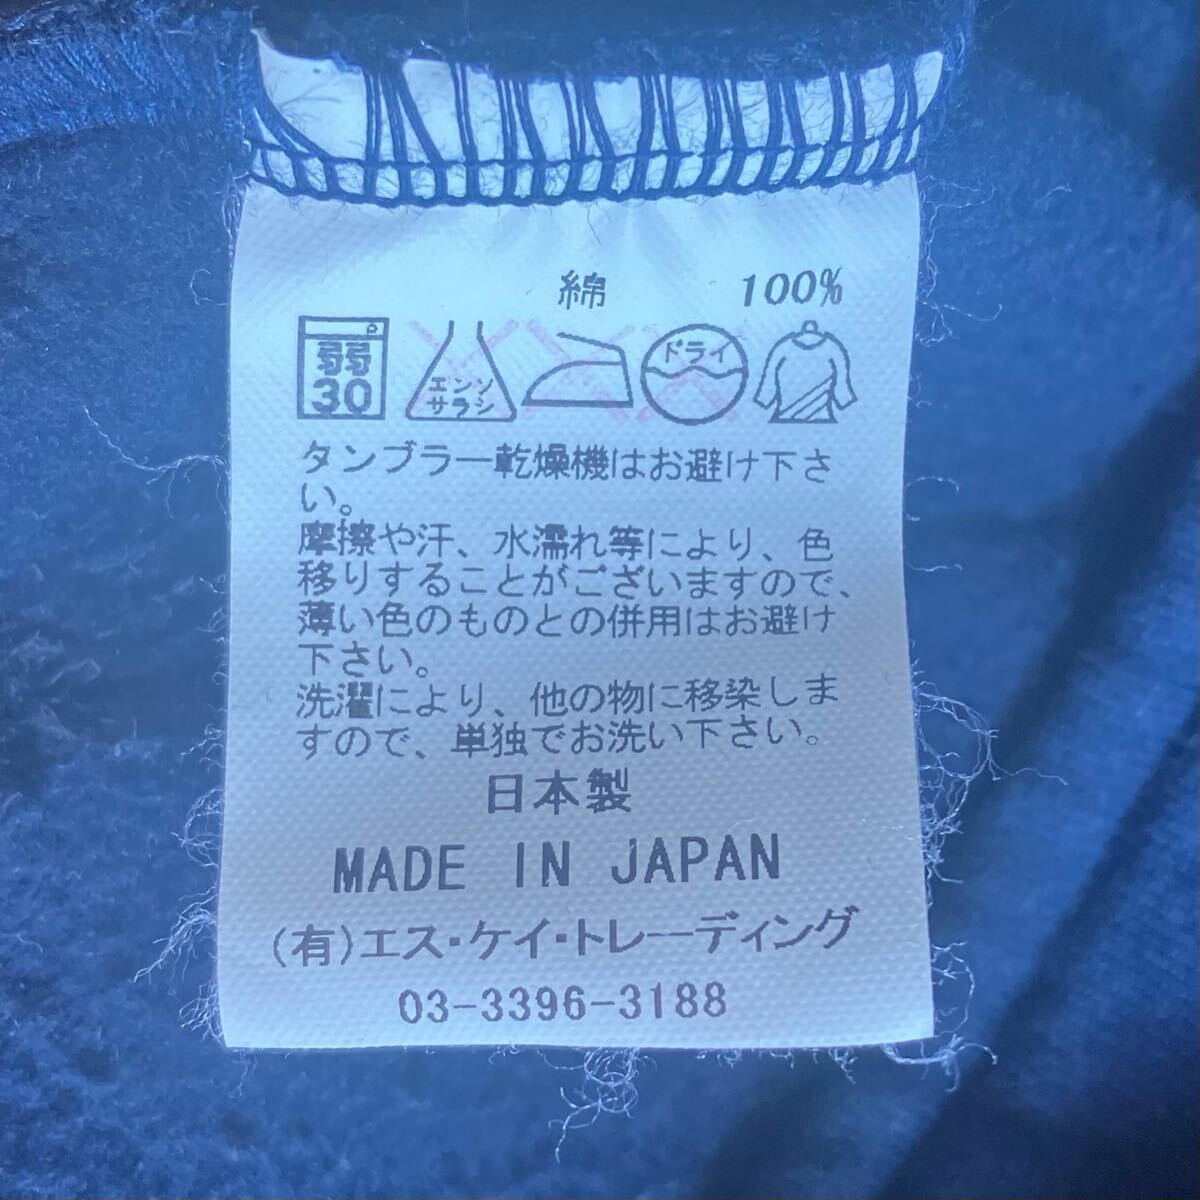 綿 100%
弱 30 エンソサラシ ドライ
タンブラー乾燥機はお避け下さ
い。
摩擦や汗、水濡れ等により、色
移りすることがございますので、
薄い色のものとの併用はお避け
下さい。
洗濯により、他の物に移染しま
すので、単独でお洗い下さい。
日本製
MADE IN JAPAN
(有)エス・ケイ・トレーディング
03-3396-3188